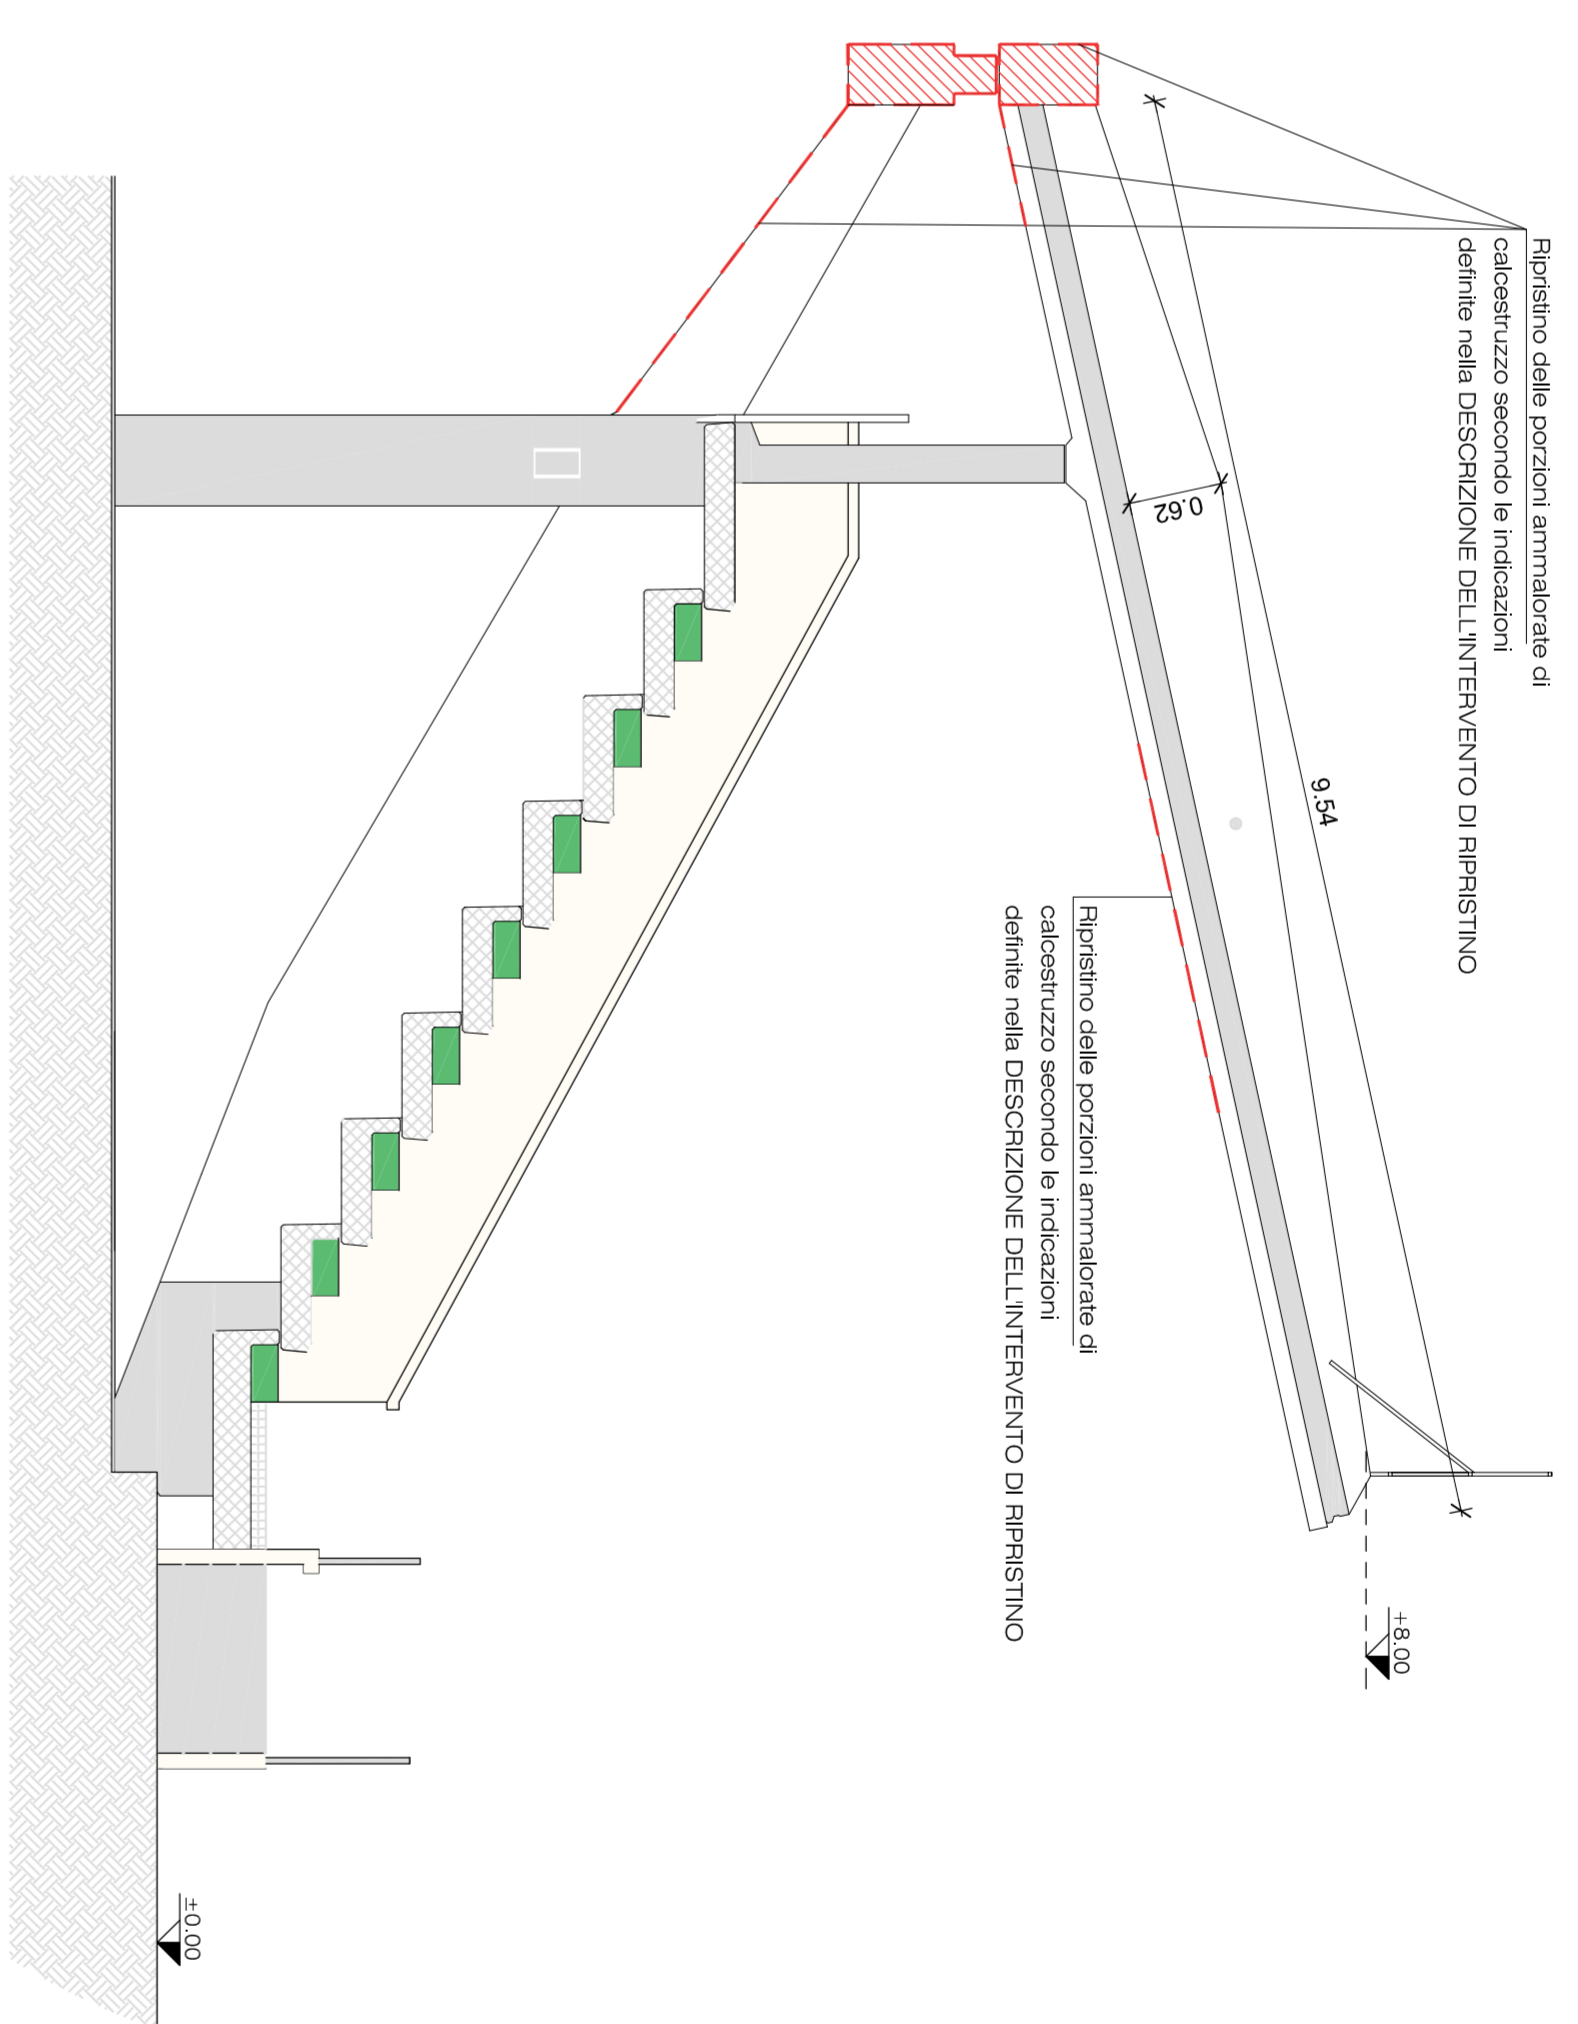 Ripristino delle porzioni ammalorate di
calcestruzzo secondo le indicazioni
definite nella DESCRIZIONE DELL'INTERVENTO DI RIPRISTINO
9.54
0.62
Ripristino delle porzioni ammalorate di
calcestruzzo secondo le indicazioni
definite nella DESCRIZIONE DELL'INTERVENTO DI RIPRISTINO
+8.00
±0.00